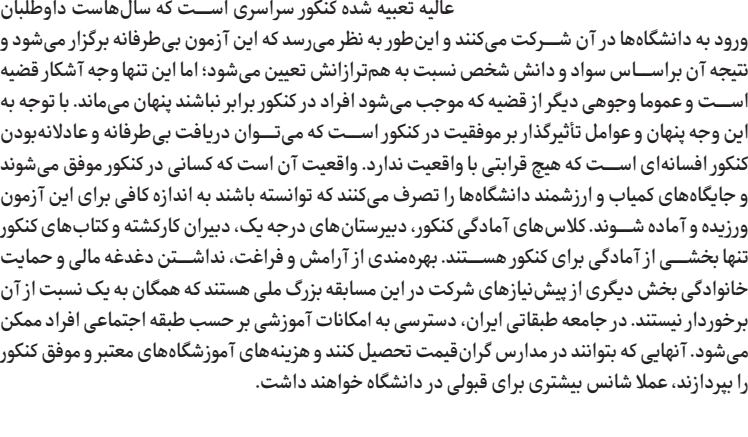 عالیه تعبیه شده کنکور سراسری است که سال‌هاست داوطلبان
ورود به دانشگاه‌ها در آن شرکت می‌کنند و این‌طور به نظر می‌رسد که این آزمون بی‌طرفانه برگزار می‌شود و
نتیجه آن براساس سواد و دانش شخص نسبت به هم‌ترازانش تعیین می‌شود؛ اما این تنها وجه آشکار قضیه
است و عموما وجوهی دیگر از قضیه که موجب می‌شود افراد در کنکور برابر نباشند پنهان می‌ماند. با توجه به
این وجه پنهان و عوامل تأثیرگذار بر موفقیت در کنکور است که می‌توان دریافت بی‌طرفانه و عادلانه‌بودن
کنکور افسانه‌ای است که هیچ قرابتی با واقعیت ندارد. واقعیت آن است که کسانی در کنکور موفق می‌شوند
و جایگاه‌های کمیاب و ارزشمند دانشگاه‌ها را تصرف می‌کنند که توانسته باشند به اندازه کافی برای این آزمون
ورزیده و آماده شوند. کلاس‌های آمادگی کنکور، دبیرستان‌های درجه یک، دبیران کارکشته و کتاب‌های کنکور
تنها بخشی از آمادگی برای کنکور هستند. بهره‌مندی از آرامش و فراغت، نداشتن دغدغه مالی و حمایت
خانوادگی بخش دیگری از پیش‌نیازهای شرکت در این مسابقه بزرگ ملی هستند که همگان به یک نسبت از آن
برخوردار نیستند. در جامعه طبقاتی ایران، دسترسی به امکانات آموزشی بر حسب طبقه اجتماعی افراد ممکن
می‌شود. آنهایی که بتوانند در مدارس گران‌قیمت تحصیل کنند و هزینه‌های آموزشگاه‌های معتبر و موفق کنکور
را بپردازند، عملا شانس بیشتری برای قبولی در دانشگاه خواهند داشت.